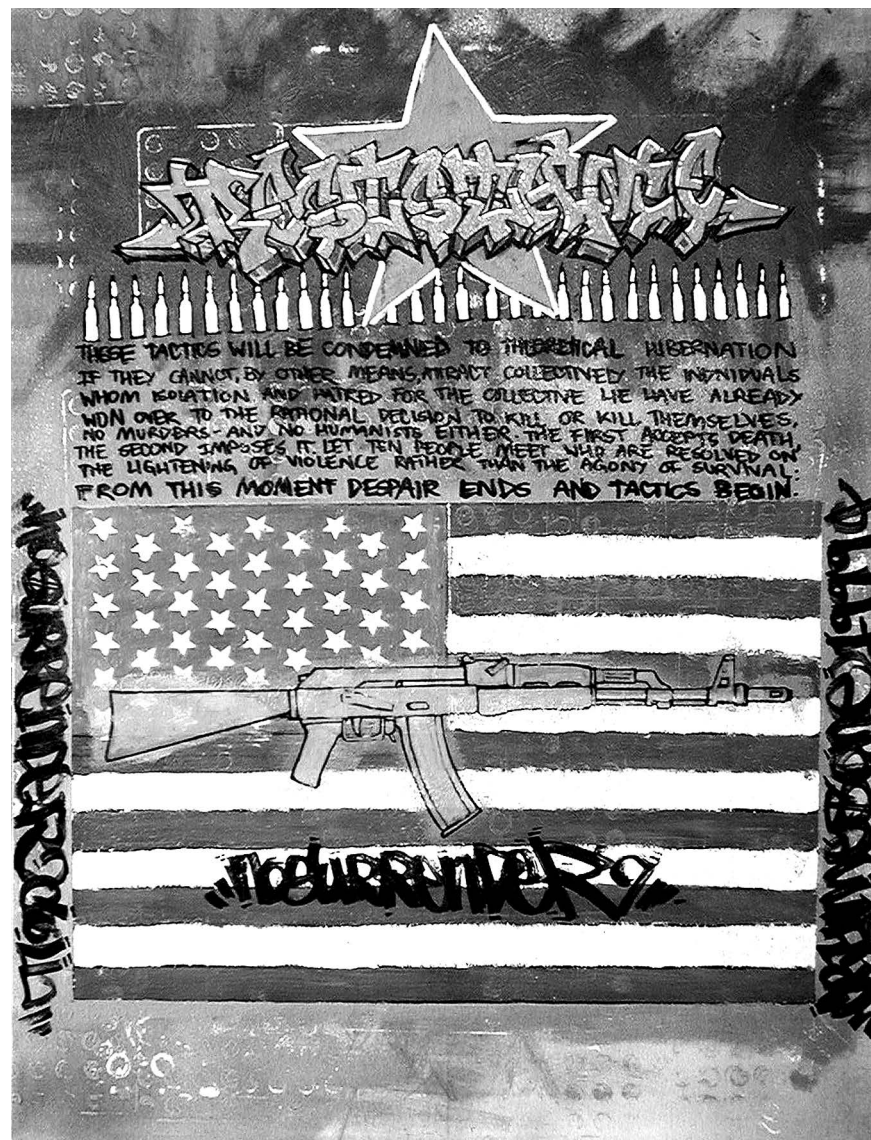 RESISTANCE
THESE TACTICS WILL BE CONDEMNED TO THEORETICAL HIBERNATION
IF THEY CANNOT, BY OTHER MEANS, ATTRACT COLLECTIVELY THE INDIVIDUALS
WHOM ISOLATION AND HATRED FOR THE COLLECTIVE LIE HAVE ALREADY
WON OVER TO THE RATIONAL DECISION TO KILL OR KILL THEMSELVES.
NO MURDERS - AND NO HUMANISTS EITHER. THE FIRST ACCEPTS DEATH,
THE SECOND IMPOSES IT. LET TEN PEOPLE MEET WHO ARE RESOLVED ON
THE LIGHTENING OF VIOLENCE RATHER THAN THE AGONY OF SURVIVAL:
FROM THIS MOMENT DESPAIR ENDS AND TACTICS BEGIN.
"NOSURRENDER
"NOSURRENDER